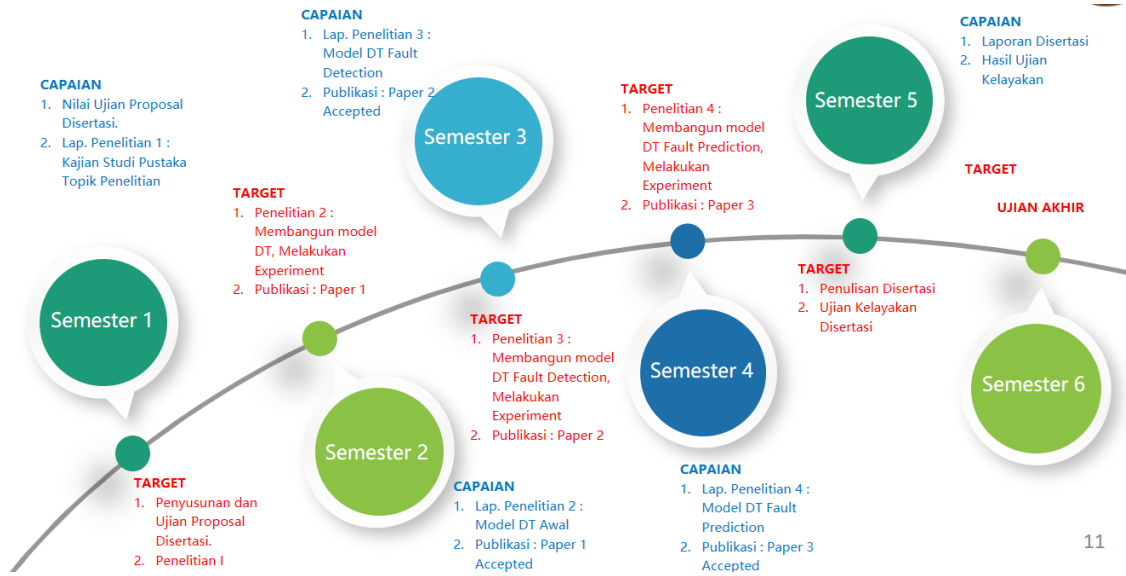 CAPAIAN
1. Nilai Ujian Proposal
Disertasi.
2. Lap. Penelitian 1 :
Kajian Studi Pustaka
Topik Penelitian
Semester 1
TARGET
1. Penyusunan dan
Ujian Proposal
Disertasi.
2. Penelitian I
TARGET
1. Penelitian 2 :
Membangun model
DT, Melakukan
Experiment
2. Publikasi : Paper 1
Semester 2
CAPAIAN
1. Lap. Penelitian 2 :
Model DT Awal
2. Publikasi : Paper 1
Accepted
CAPAIAN
1. Lap. Penelitian 3 :
Model DT Fault
Detection
2. Publikasi : Paper 2
Accepted
Semester 3
TARGET
1. Penelitian 3 :
Membangun model
DT Fault Detection,
Melakukan
Experiment
2. Publikasi : Paper 2
TARGET
1. Penelitian 4 :
Membangun model
DT Fault Prediction,
Melakukan
Experiment
2. Publikasi : Paper 3
Semester 4
CAPAIAN
1. Lap. Penelitian 4 :
Model DT Fault
Prediction
2. Publikasi : Paper 3
Accepted
Semester 5
CAPAIAN
1. Laporan Disertasi
2. Hasil Ujian
Kelayakan
TARGET
1. Penulisan Disertasi
2. Ujian Kelayakan
Disertasi
TARGET
UJIAN AKHIR
Semester 6
11